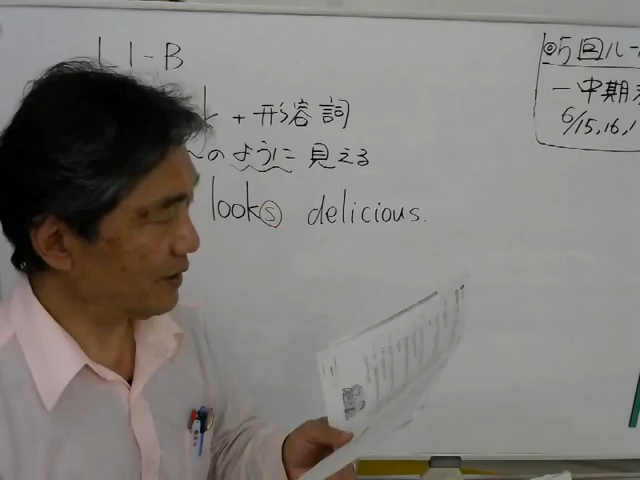 L1-B
k + 形容詞
〜のように見える
looks delicious.
◎5回ル
一中期
6/15,16,1